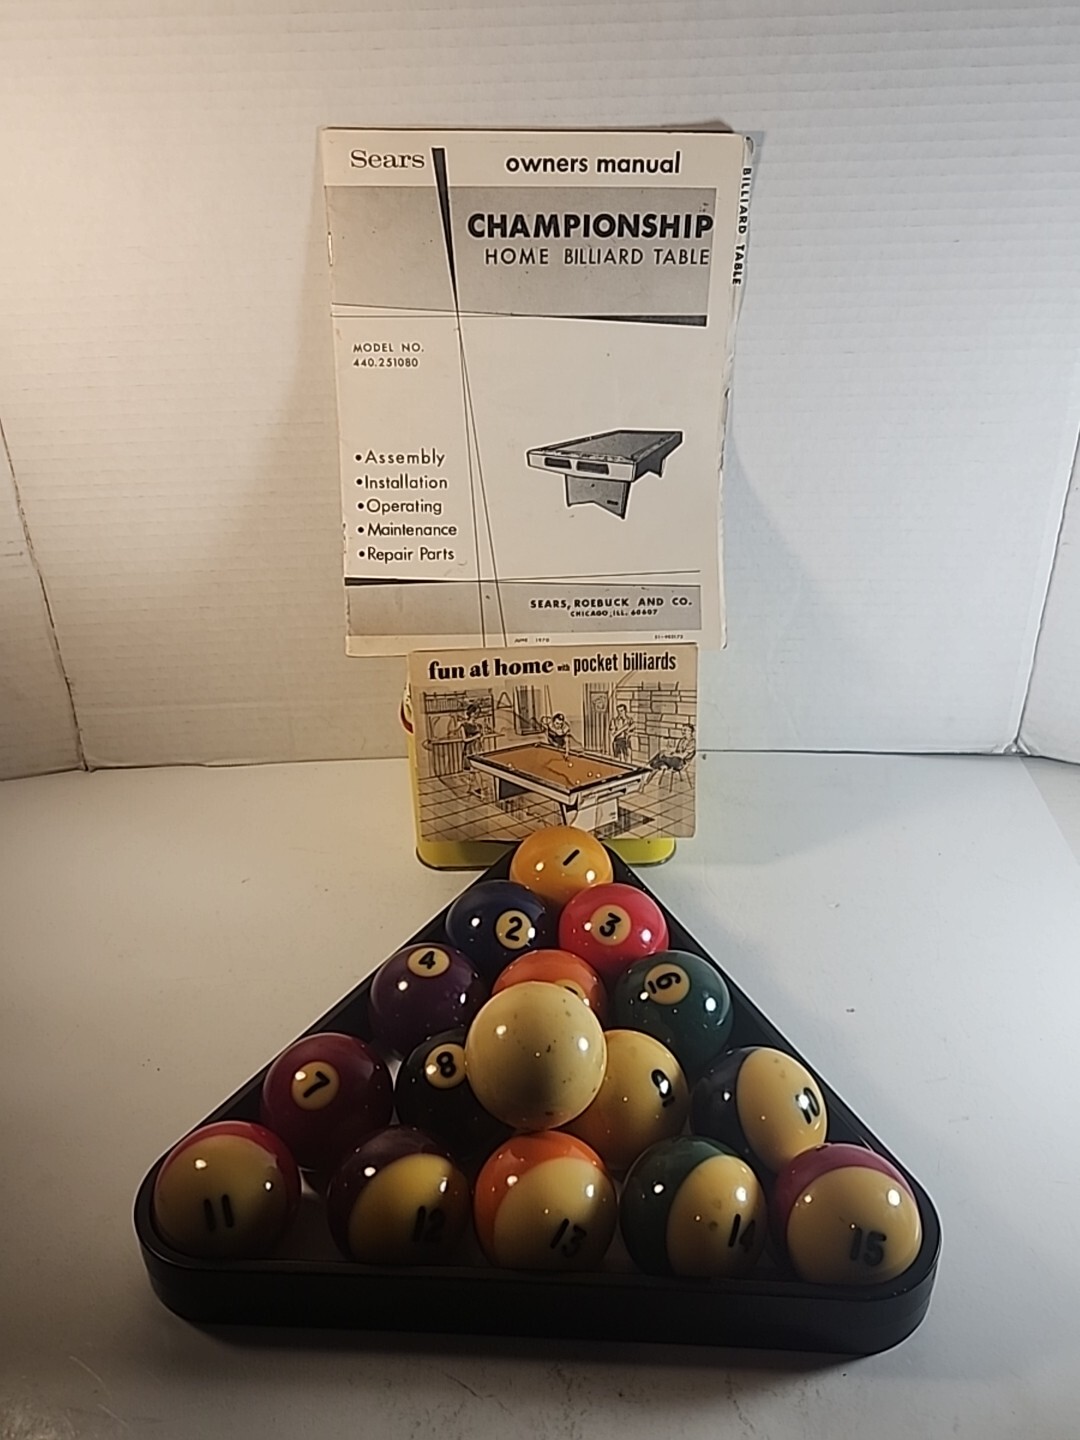 Sears owners manual
BILLIARD TABLE
CHAMPIONSHIP
HOME BILLIARD TABLE
MODEL NO.
440.251080
•Assembly
•Installation
•Operating
•Maintenance
•Repair Parts
SEARS, ROEBUCK AND CO.
CHICAGO, ILL. 60607
JUNE 1970
fun at home with pocket billiards
1
2 3
4 6
7 8 9 10
11 12 13 14 15